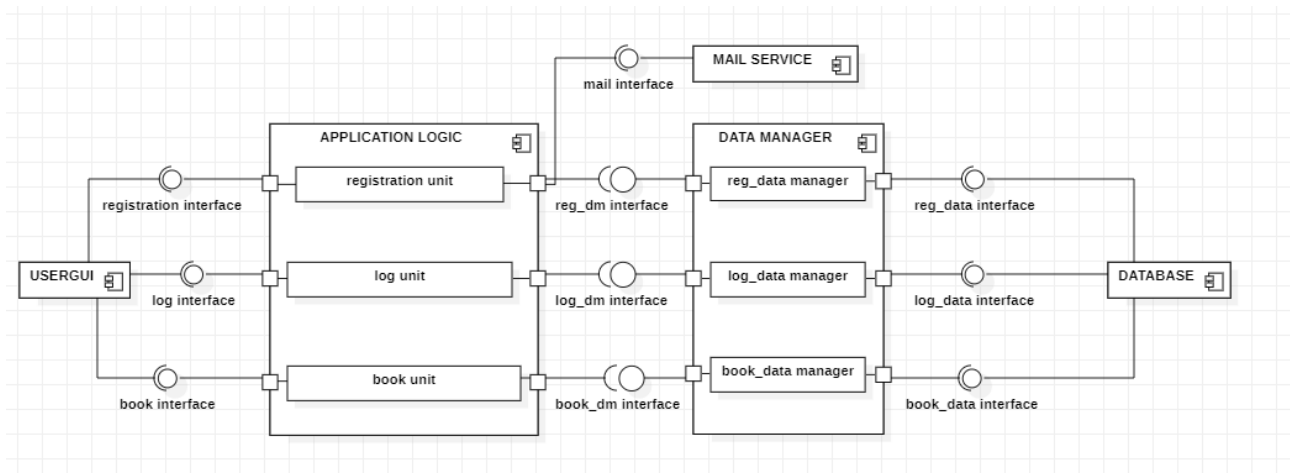 MAIL SERVICE
mail interface
APPLICATION LOGIC
DATA MANAGER
registration unit
reg_data manager
registration interface
reg_dm interface
reg_data interface
USERGUI
log unit
log_data manager
DATABASE
log interface
log_dm interface
log_data interface
book unit
book_data manager
book interface
book_dm interface
book_data interface